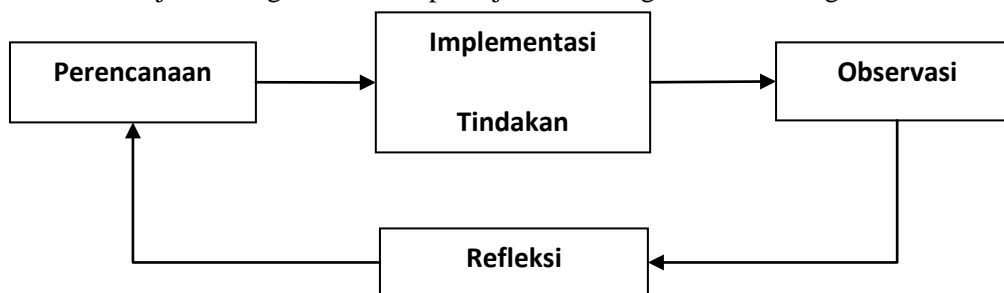 Implementasi
Perencanaan
Observasi
Tindakan
Refleksi